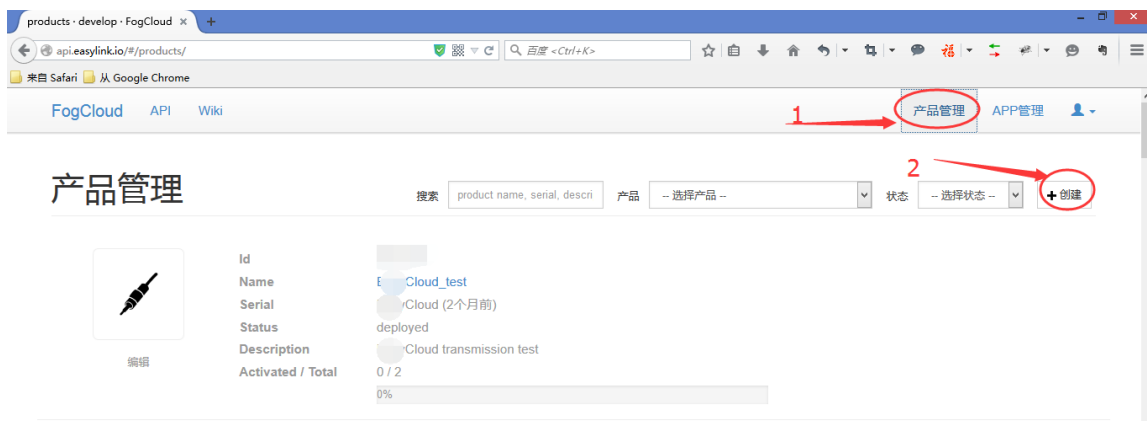 products · develop · FogCloud
api.easylink.io/#/products/
百度 <Ctrl+K>
来自 Safari 从 Google Chrome
FogCloud API Wiki 1 产品管理 APP管理
2
产品管理 搜索 product name, serial, descri 产品 -- 选择产品 -- 状态 -- 选择状态 -- 创建
Id
Name Cloud_test
Serial Cloud (2个月前)
Status deployed
Description Cloud transmission test
编辑
Activated / Total 0 / 2
0%